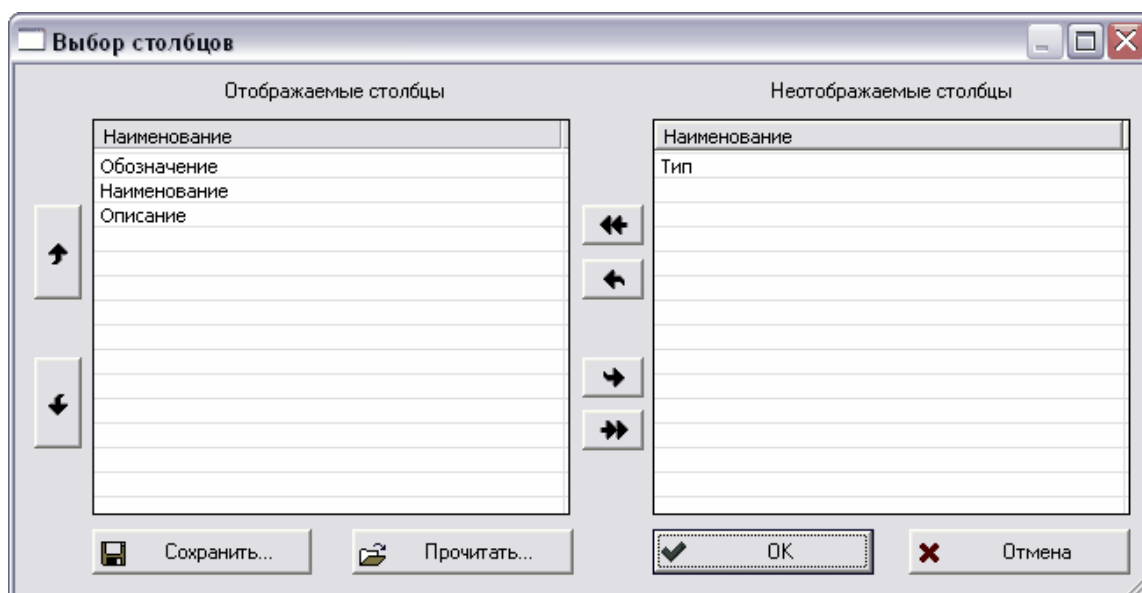 Выбор столбцов
Отображаемые столбцы
Неотображаемые столбцы
Наименование
Обозначение
Наименование
Описание
Наименование
Тип
Сохранить...
Прочитать...
OK
Отмена